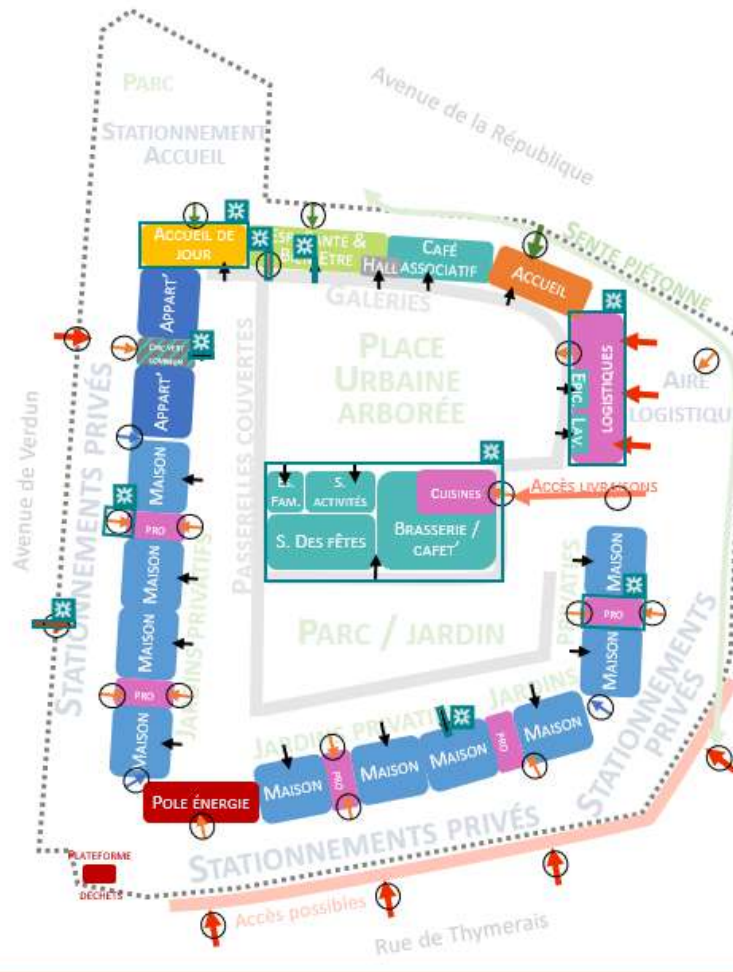 PARC
Avenue de la République
STATIONNEMENT
ACCUEIL
SENTE PIÉTONNE
ACCUEIL DE
JOUR
CAFÉ
ASSOCIATIF
HALL
ACCUEIL
GALERIES
APPART'
PLACE
URBAINE
ARBORÉE
PASSERELLES COUVERTES
EPIC.
LAV.
LOGISTIQUES
AIRE
LOGISTIQU
APPART'
Avenue de Verdun
STATIONNEMENTS PRIVÉS
MAISON
FAM.
S.
ACTIVITÉS
CUISINES
ACCÈS LIVRAISONS
S. DES FÊTES
BRASSERIE /
CAFET'
PRO
MAISON
MAISON
JARDINS PRIVATIFS
PRO
MAISON
PARC / JARDIN
PRIVATIFS
MAISON
PRO
MAISON
JARDINS PRIVATIF
JARDINS
STATIONNEMENTS
PRIVÉS
POLE ÉNERGIE
MAISON
PRO
MAISON
MAISON
PRO
MAISON
STATIONNEMENTS PRIVÉS
PLATEFORME
DÉCHETS
Accès possibles
Rue de Thymerais